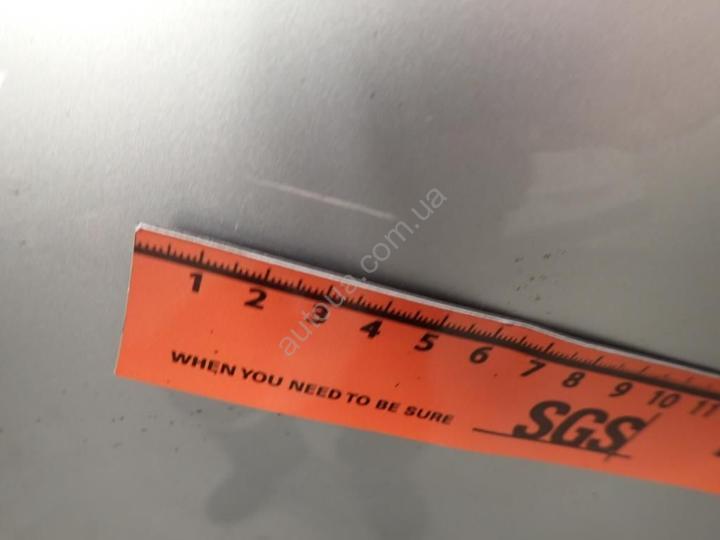 1 2 3 4 5 6 7 8 9 10 11
WHEN YOU NEED TO BE SURE
SGS
autoua.com.ua